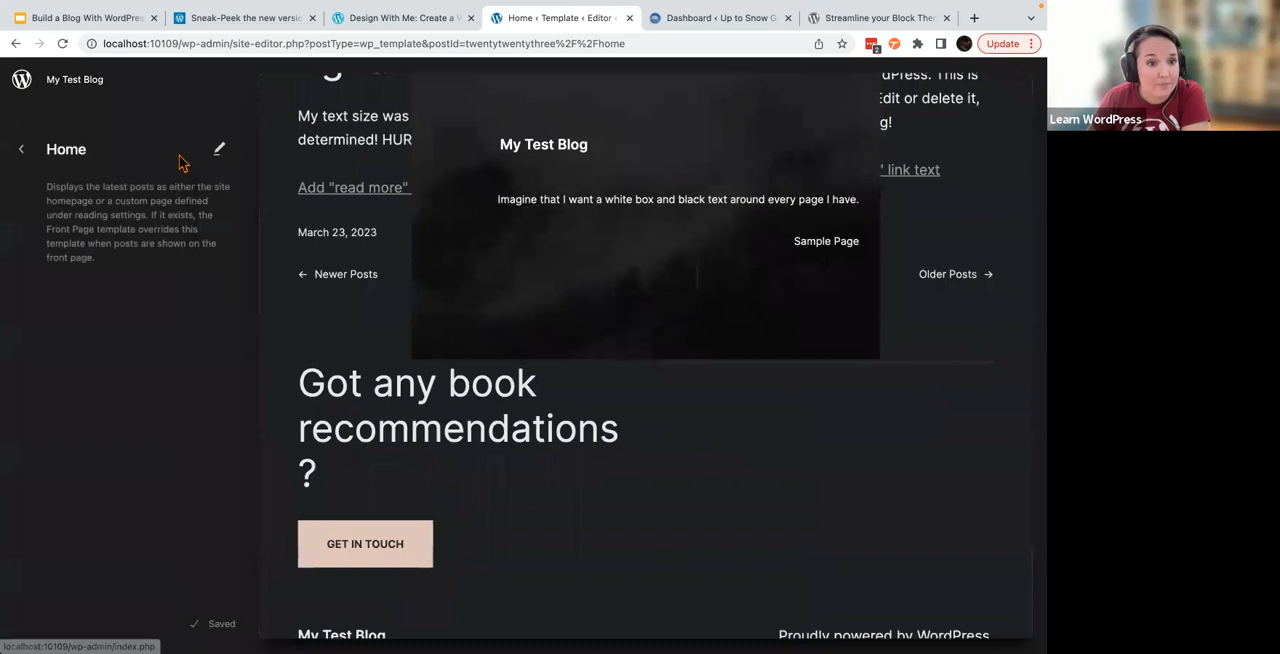 Build a Blog With WordPres
Sneak-Peek the new versio
Design With Me: Create a W
Home ‹ Template ‹ Editor ‹
Dashboard ‹ Up to Snow G
Streamline your Block Ther
localhost:10109/wp-admin/site-editor.php?postType=wp_template&postId=twentytwentythree%2F%2Fhome
2
Update
My Test Blog
Home
Displays the latest posts as either the site
homepage or a custom page defined
under reading settings. If it exists, the
Front Page template overrides this
template when posts are shown on the
front page.
Saved
localhost:10109/wp-admin/index.php
My text size was
determined! HUR
Add "read more"
March 23, 2023
← Newer Posts
My Test Blog
Imagine that I want a white box and black text around every page I have.
Sample Page
dPress. This is
Edit or delete it,
g!
" link text
Older Posts →
Got any book
recommendations
?
GET IN TOUCH
My Test Blog
Proudly powered by WordPress
Learn WordPress